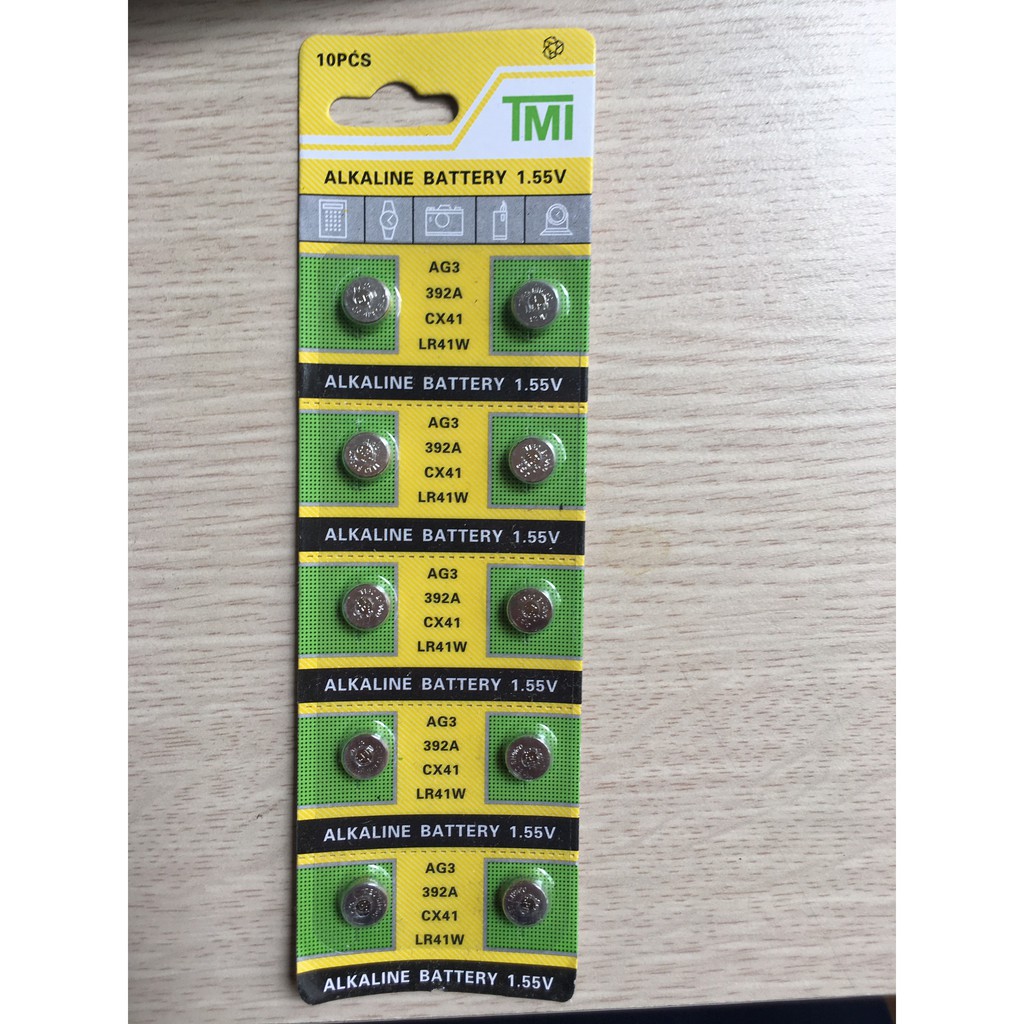 10PCS
TMI
ALKALINE BATTERY 1.55V
AG3
392A
CX41
LR41W
ALKALINE BATTERY 1.55V
AG3
392A
CX41
LR41W
ALKALINE BATTERY 1.55V
AG3
392A
CX41
LR41W
ALKALINE BATTERY 1.55V
AG3
392A
CX41
LR41W
ALKALINE BATTERY 1.55V
AG3
392A
CX41
LR41W
ALKALINE BATTERY 1.55V